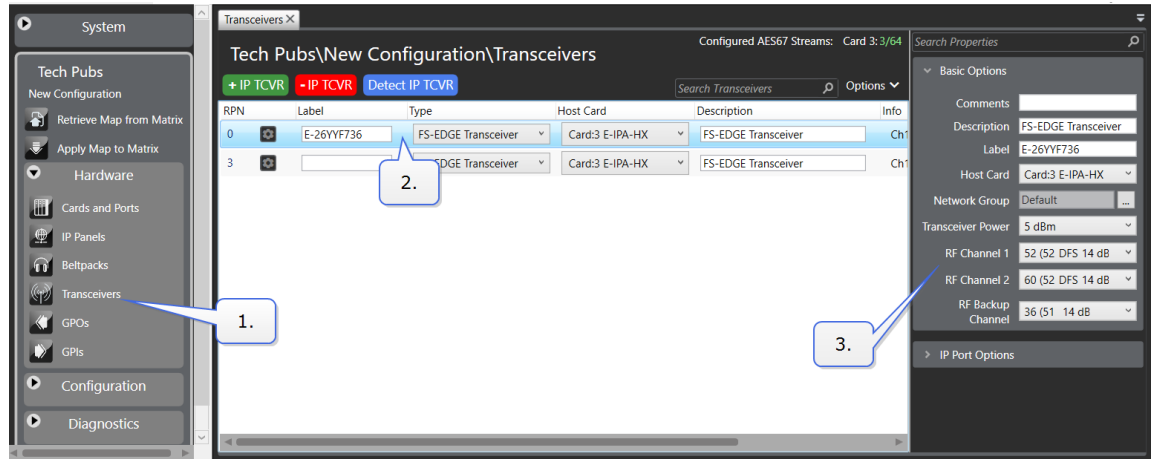 System
Tech Pubs
New Configuration
Retrieve Map from Matrix
Apply Map to Matrix
Hardware
Cards and Ports
IP Panels
Beltpacks
Transceivers
GPOs
GPIs
Configuration
Diagnostics
1.
Transceivers X
Tech Pubs\New Configuration\Transceivers
Configured AES67 Streams: Card 3: 3/64
+ IP TCVR - IP TCVR Detect IP TCVR Search Transceivers Options
RPN Label Type Host Card Description Info
0 E-26YYF736 FS-EDGE Transceiver Card:3 E-IPA-HX FS-EDGE Transceiver Ch1
3 EDGE Transceiver Card:3 E-IPA-HX FS-EDGE Transceiver Ch1
2.
3.
Search Properties
Basic Options
Comments
Description FS-EDGE Transceiver
Label E-26YYF736
Host Card Card:3 E-IPA-HX
Network Group Default ...
Transceiver Power 5 dBm
RF Channel 1 52 (52 DFS 14 dB
RF Channel 2 60 (52 DFS 14 dB
RF Backup
Channel 36 (51 14 dB
IP Port Options